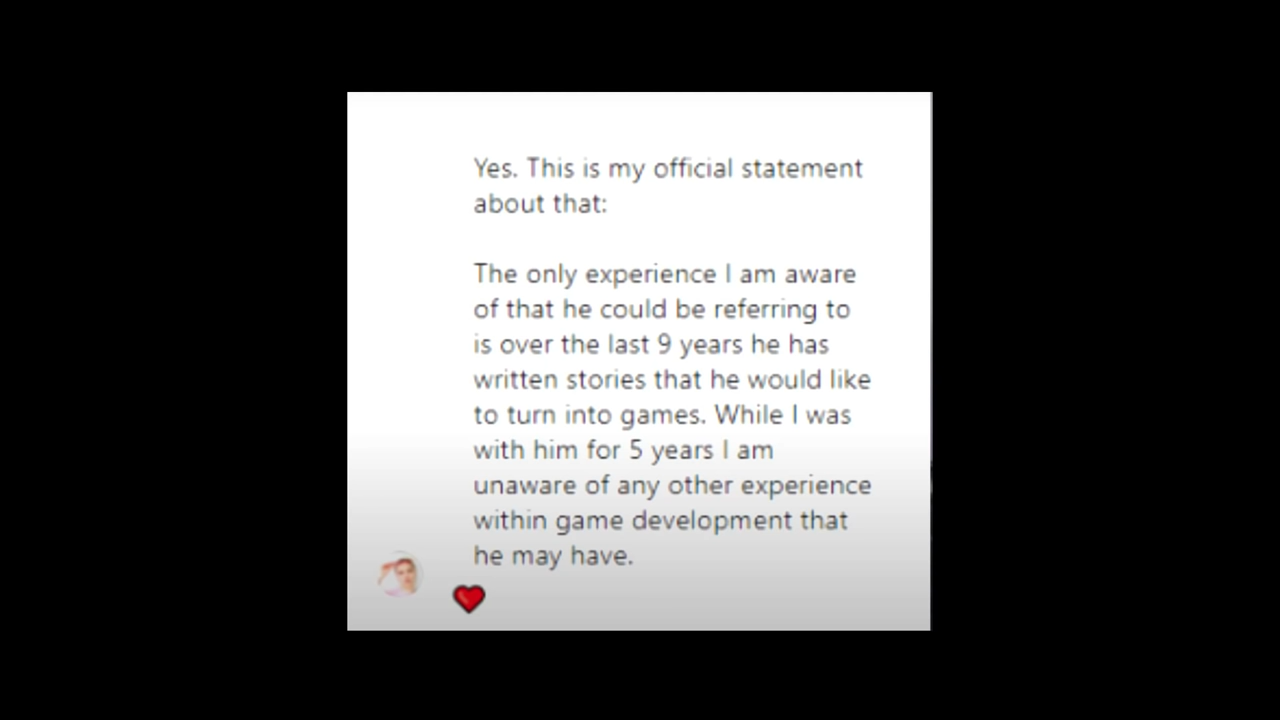 Yes. This is my official statement
about that:
The only experience I am aware
of that he could be referring to
is over the last 9 years he has
written stories that he would like
to turn into games. While I was
with him for 5 years I am
unaware of any other experience
within game development that
he may have.